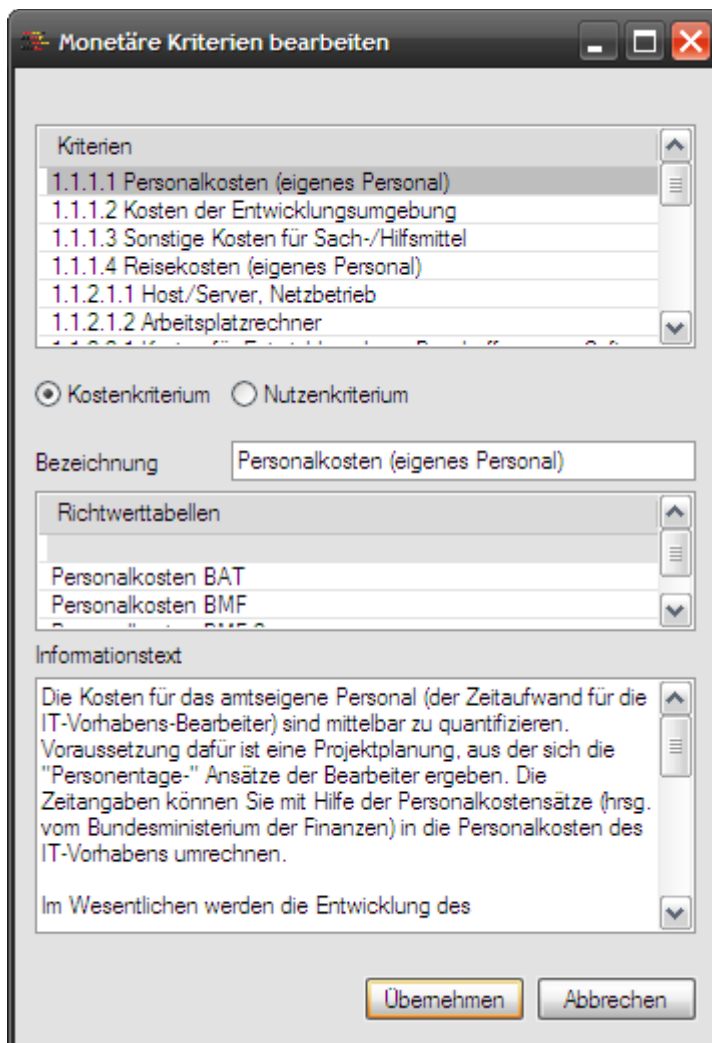 Monetäre Kriterien bearbeiten
Kriterien
1.1.1.1 Personalkosten (eigenes Personal)
1.1.1.2 Kosten der Entwicklungsumgebung
1.1.1.3 Sonstige Kosten für Sach-/Hilfsmittel
1.1.1.4 Reisekosten (eigenes Personal)
1.1.2.1.1 Host/Server, Netzbetrieb
1.1.2.1.2 Arbeitsplatzrechner
Kostenkriterium Nutzenkriterium
Bezeichnung Personalkosten (eigenes Personal)
Richtwerttabellen
Personalkosten BAT
Personalkosten BMF
Informationstext
Die Kosten für das amtseigene Personal (der Zeitaufwand für die
IT-Vorhabens-Bearbeiter) sind mittelbar zu quantifizieren.
Voraussetzung dafür ist eine Projektplanung, aus der sich die
"Personentage-" Ansätze der Bearbeiter ergeben. Die
Zeitangaben können Sie mit Hilfe der Personalkostensätze (hrsg.
vom Bundesministerium der Finanzen) in die Personalkosten des
IT-Vorhabens umrechnen.
Im Wesentlichen werden die Entwicklung des
Übernehmen Abbrechen